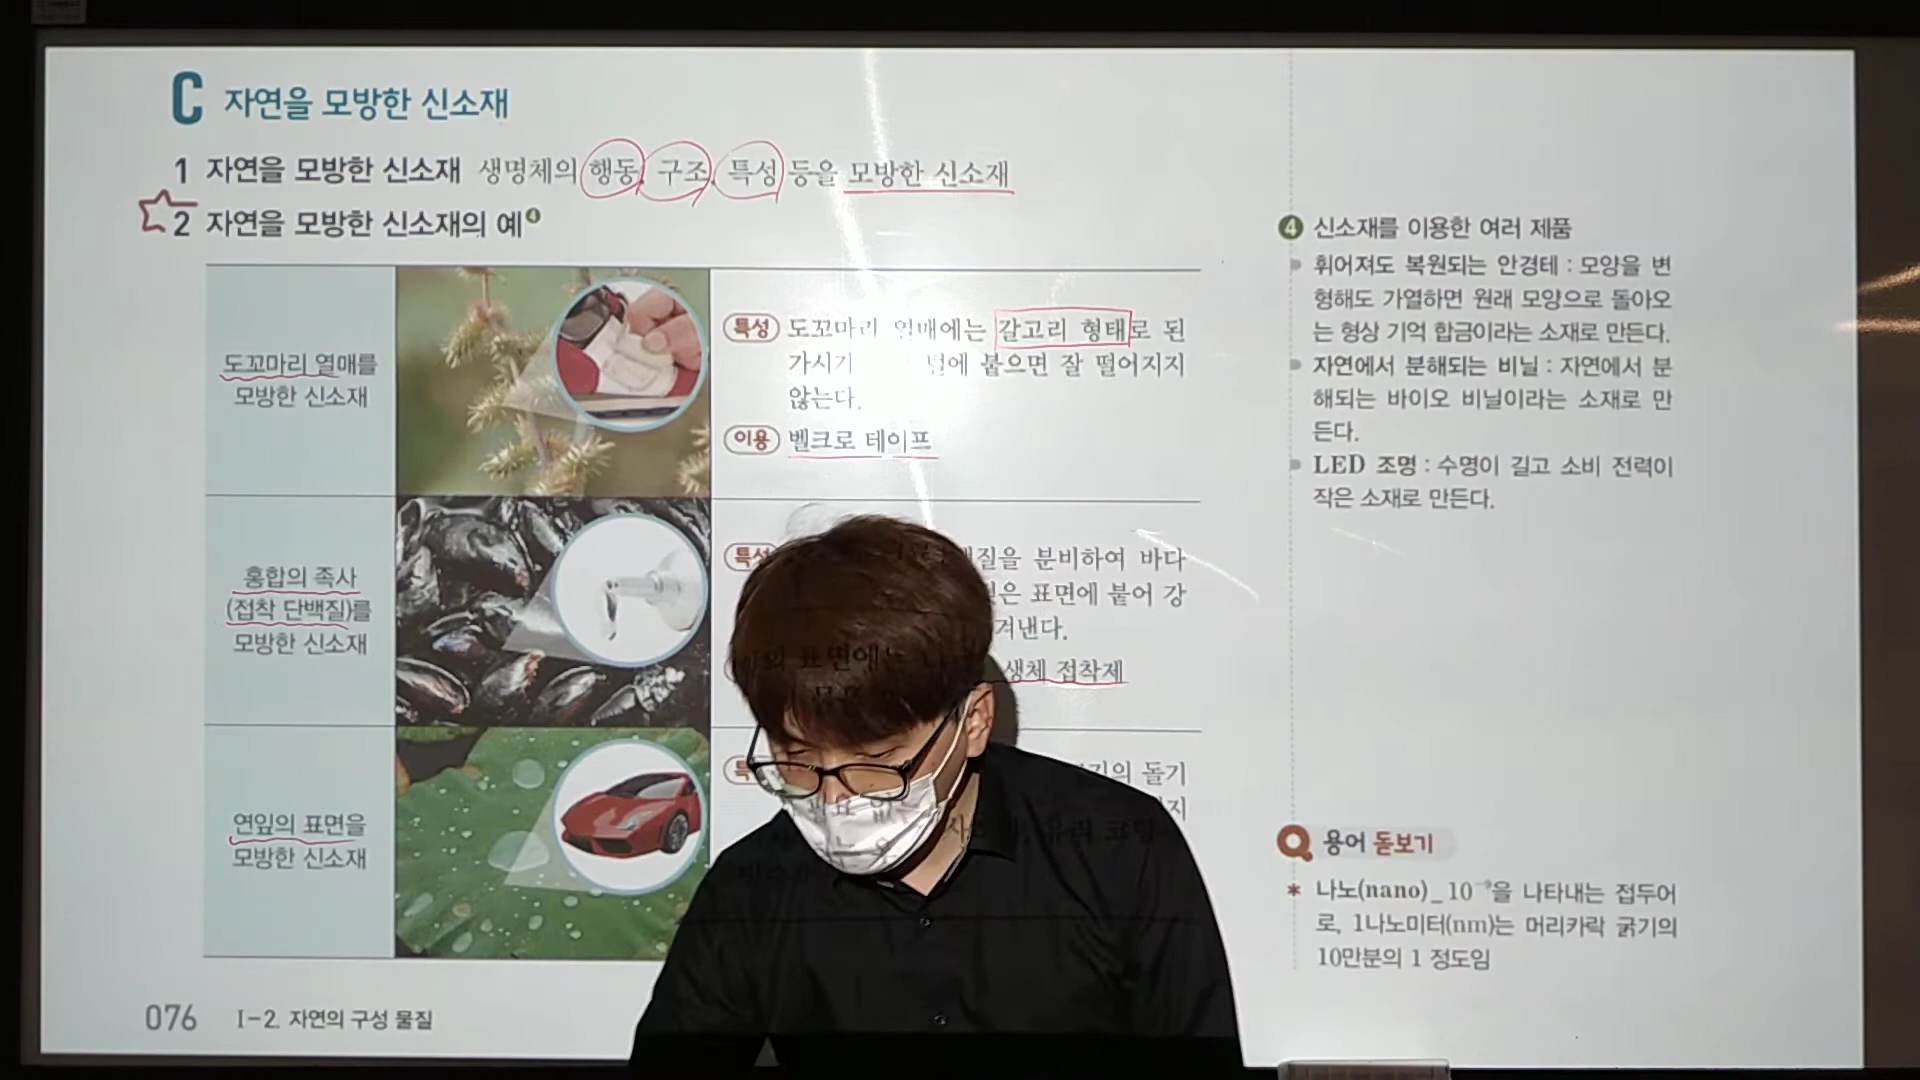 C 자연을 모방한 신소재
1 자연을 모방한 신소재 생명체의 행동, 구조, 특성 등을 모방한 신소재
2 자연을 모방한 신소재의 예 4
도꼬마리 열매를
모방한 신소재
특성 도꼬마리 열매에는 갈고리 형태로 된
가시가 털에 붙으면 잘 떨어지지
않는다.
이용 벨크로 테이프
홍합의 족사
(접착 단백질)를
모방한 신소재
특성 분비하여 바다
표면에 붙어 강
겨낸다.
생체 접착제
연잎의 표면을
모방한 신소재
돌기
4 신소재를 이용한 여러 제품
휘어져도 복원되는 안경테 : 모양을 변
형해도 가열하면 원래 모양으로 돌아오
는 형상 기억 합금이라는 소재로 만든다.
자연에서 분해되는 비닐 : 자연에서 분
해되는 바이오 비닐이라는 소재로 만
든다.
LED 조명 : 수명이 길고 소비 전력이
작은 소재로 만든다.
용어 돋보기
* 나노(nano)_10⁻⁹을 나타내는 접두어
로, 1나노미터(nm)는 머리카락 굵기의
10만분의 1 정도임
076 I-2. 자연의 구성 물질